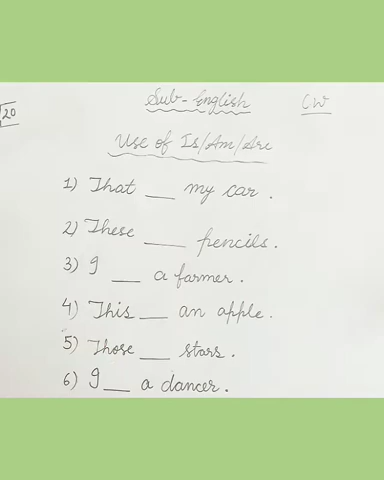 Sub-English CW
20
Use of Is/Am/Are
1) That __ my car.
2) These ___ pencils.
3) I __ a farmer.
4) This __ an apple.
5) Those __ stars.
6) I __ a dancer.